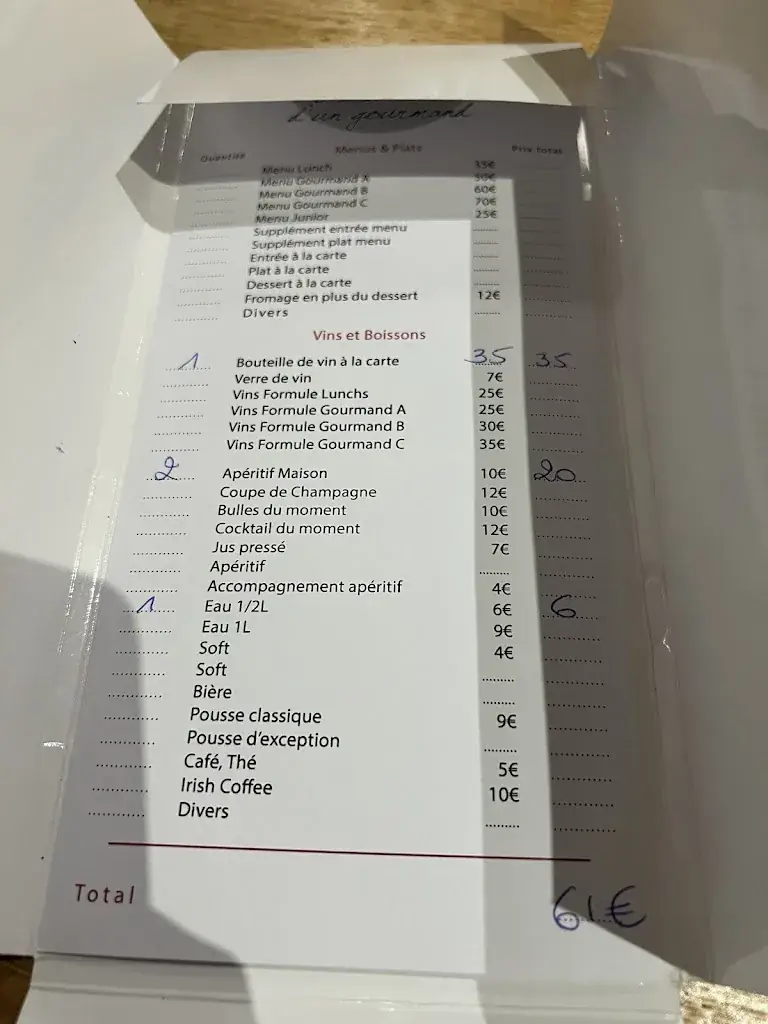 d'un gourmand
Quantité Menus & Plats Prix total
Menu Lunch 35€
Menu Gourmand A 50€
Menu Gourmand B 60€
Menu Gourmand C 70€
Menu Junior 25€
Supplément entrée menu ........
Supplément plat menu ........
Entrée à la carte ........
Plat à la carte ........
Dessert à la carte ........
Fromage en plus du dessert 12€
Divers ........
Vins et Boissons
1 Bouteille de vin à la carte 35 35
Verre de vin 7€
Vins Formule Lunchs 25€
Vins Formule Gourmand A 25€
Vins Formule Gourmand B 30€
Vins Formule Gourmand C 35€
2 Apéritif Maison 10€ 20
Coupe de Champagne 12€
Bulles du moment 10€
Cocktail du moment 12€
Jus pressé 7€
Apéritif ........
Accompagnement apéritif 4€
1 Eau 1/2L 6€ 6
Eau 1L 9€
Soft 4€
Soft ........
Bière ........
Pousse classique 9€
Pousse d'exception ........
Café, Thé 5€
Irish Coffee 10€
Divers ........
Total 61€